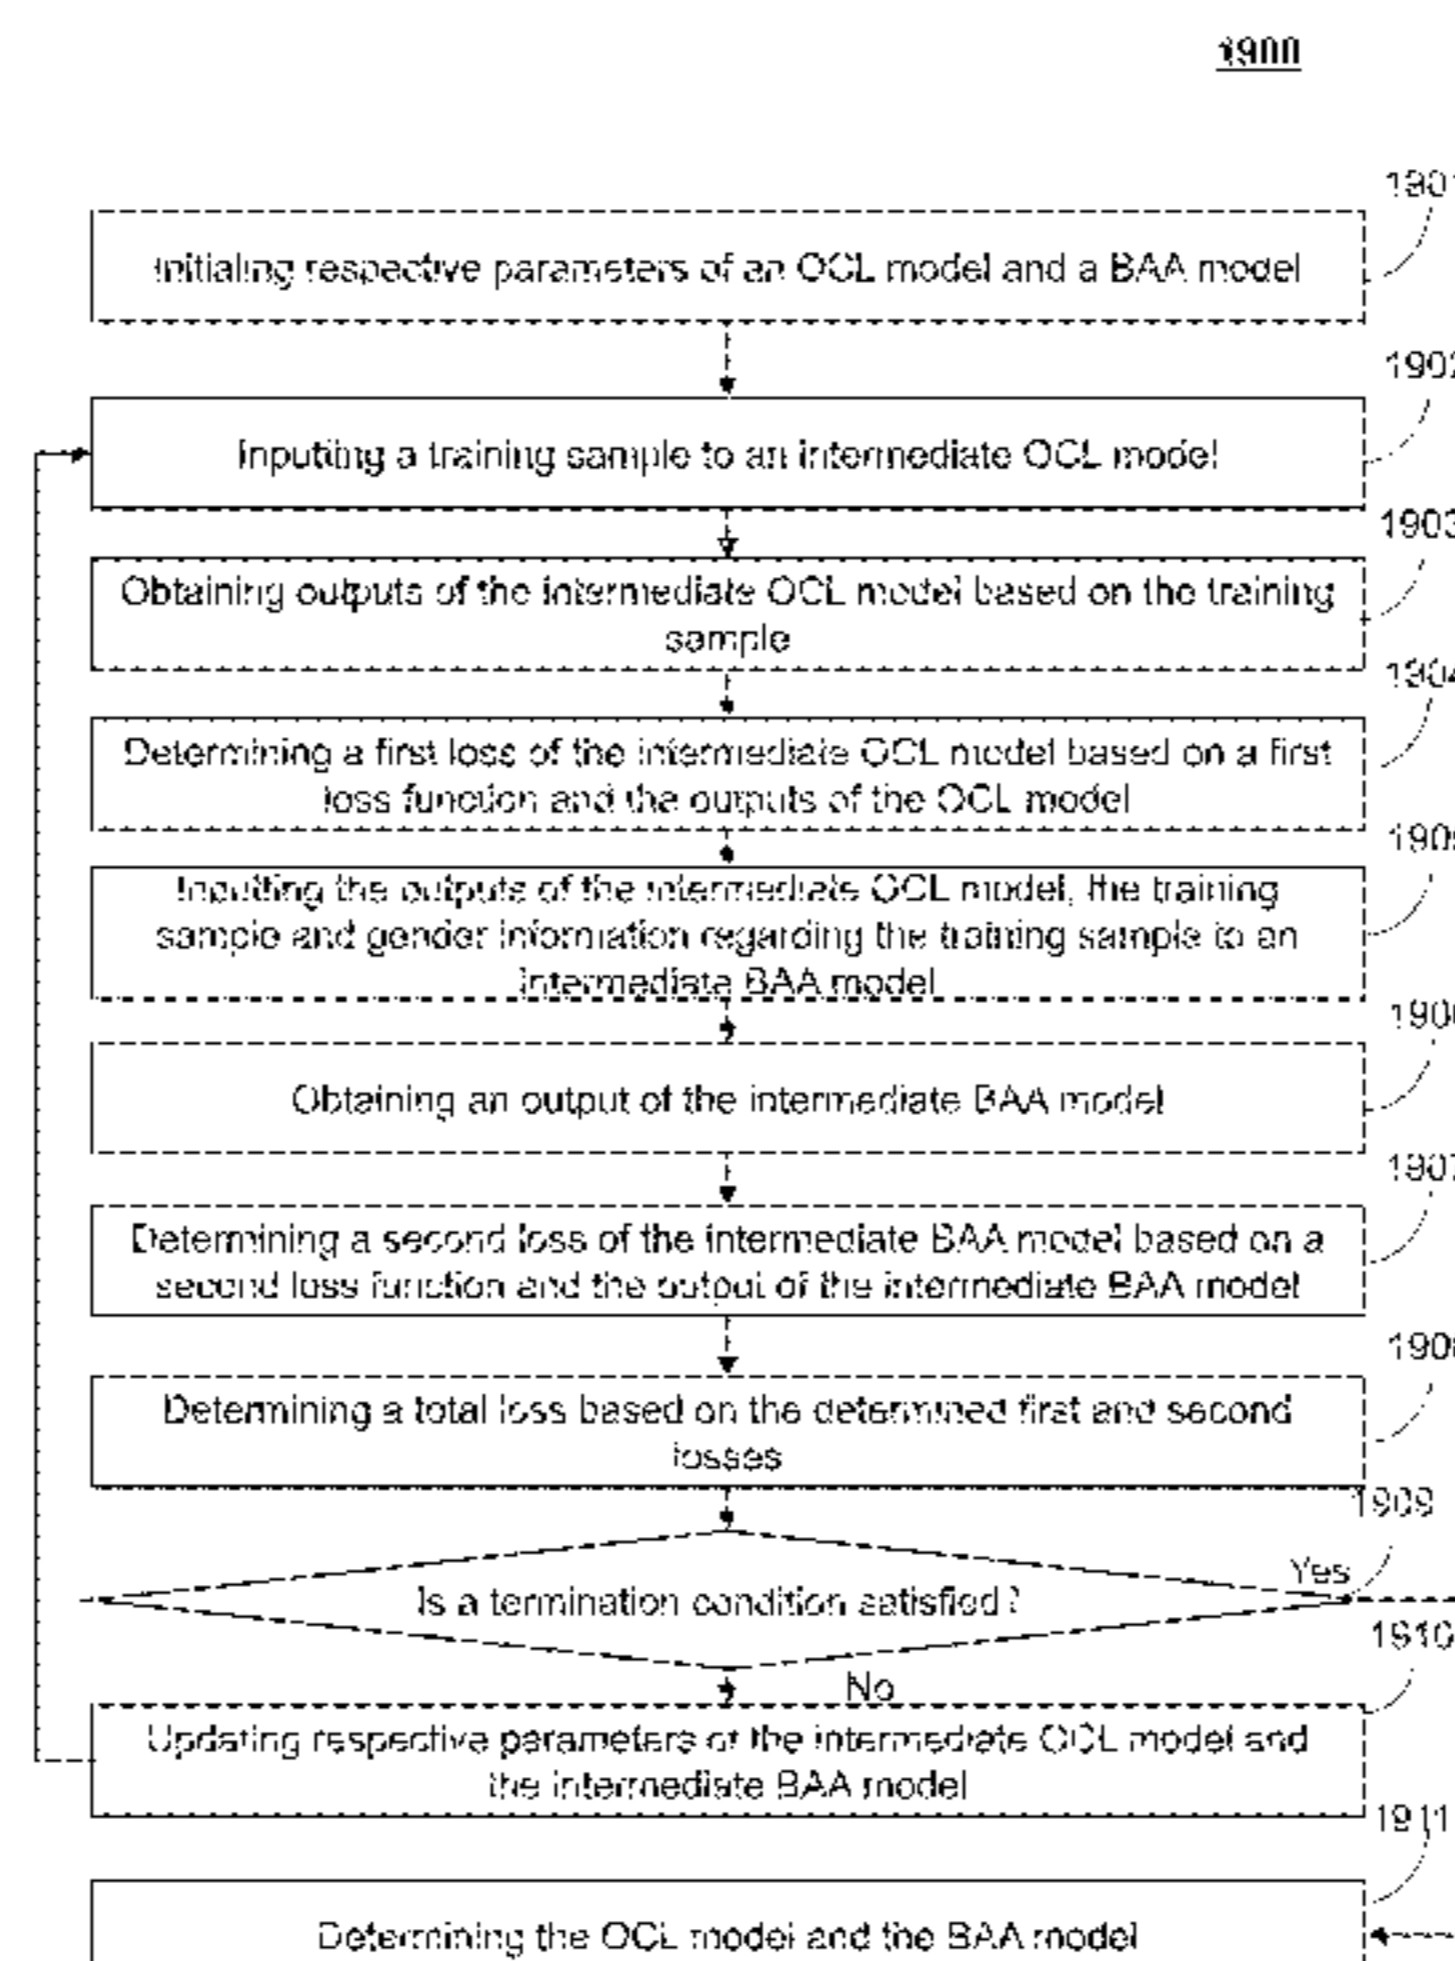 1900
1901
Initialing respective parameters of an OCL model and a BAA model
1902
Inputting a training sample to an intermediate OCL model
1903
Obtaining outputs of the intermediate OCL model based on the training
sample
1904
Determining a first loss of the intermediate OCL model based on a first
loss function and the outputs of the OCL model
1905
Inputting the outputs of the intermediate OCL model, the training
sample and gender information regarding the training sample to an
intermediate BAA model
1906
Obtaining an output of the intermediate BAA model
1907
Determining a second loss of the intermediate BAA model based on a
second loss function and the output of the intermediate BAA model
1908
Determining a total loss based on the determined first and second
losses
1909
Yes
Is a termination condition satisfied?
1910
No
Updating respective parameters of the intermediate OCL model and
the intermediate BAA model
1911
Determining the OCL model and the BAA model